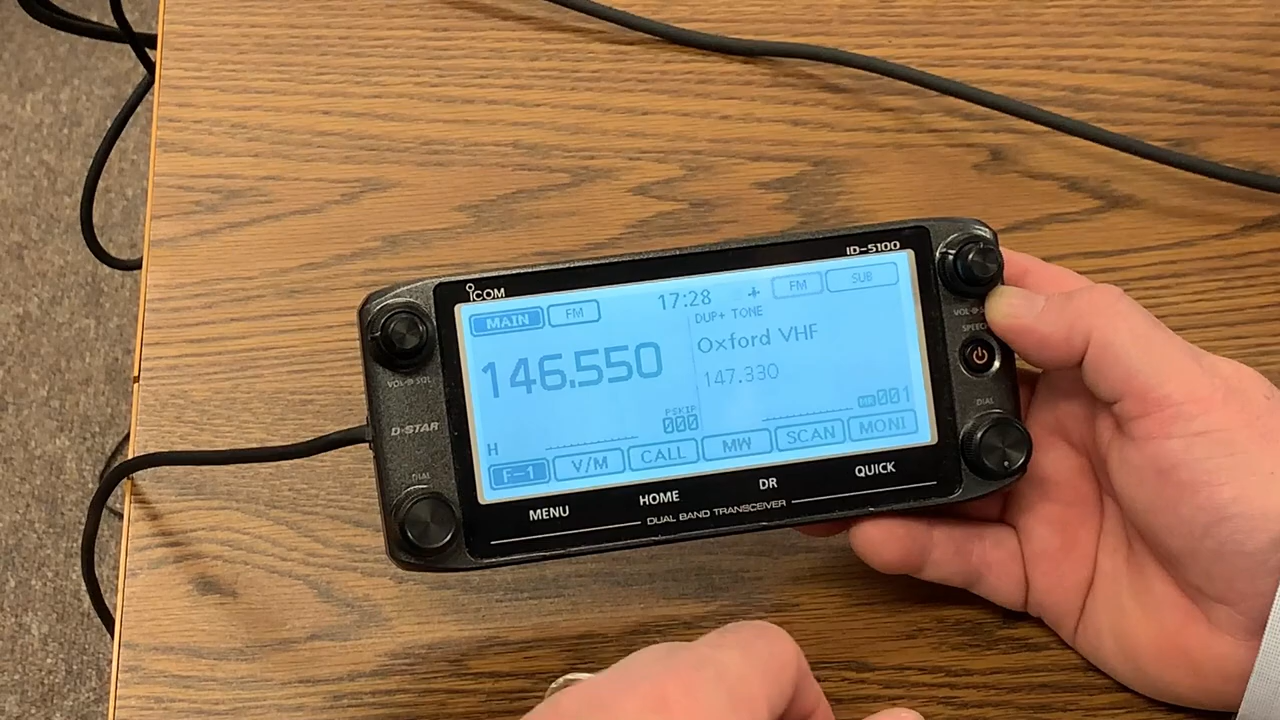 ICOM
ID-5100
MAIN
FM
17:28
FM
SUB
DUP+ TONE
146.550
Oxford VHF
147.330
PSKIP
000
001
H
F-1
V/M
CALL
MW
SCAN
MONI
VOL
SQL
D-STAR
DIAL
VOL
SPEECH
DIAL
MENU
HOME
DR
QUICK
DUAL BAND TRANSCEIVER